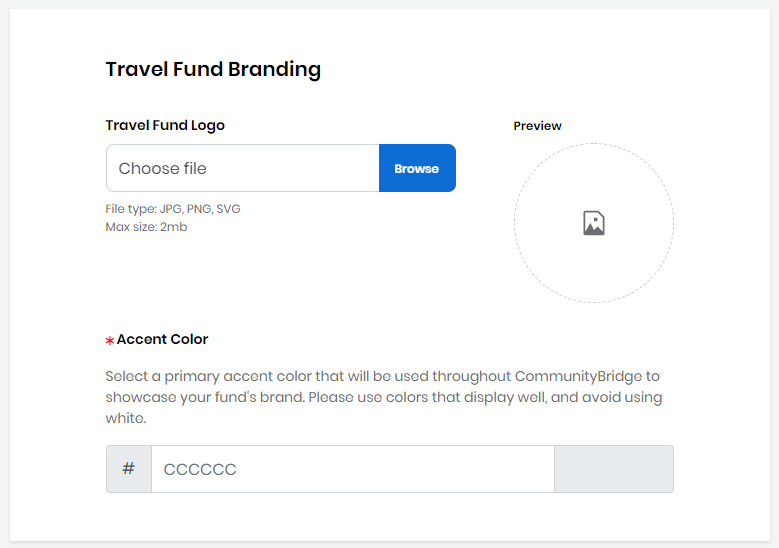 Travel Fund Branding
Travel Fund Logo
Preview
Choose file
Browse
File type: JPG, PNG, SVG
Max size: 2mb
*Accent Color
Select a primary accent color that will be used throughout CommunityBridge to
showcase your fund's brand. Please use colors that display well, and avoid using
white.
# CCCCCC